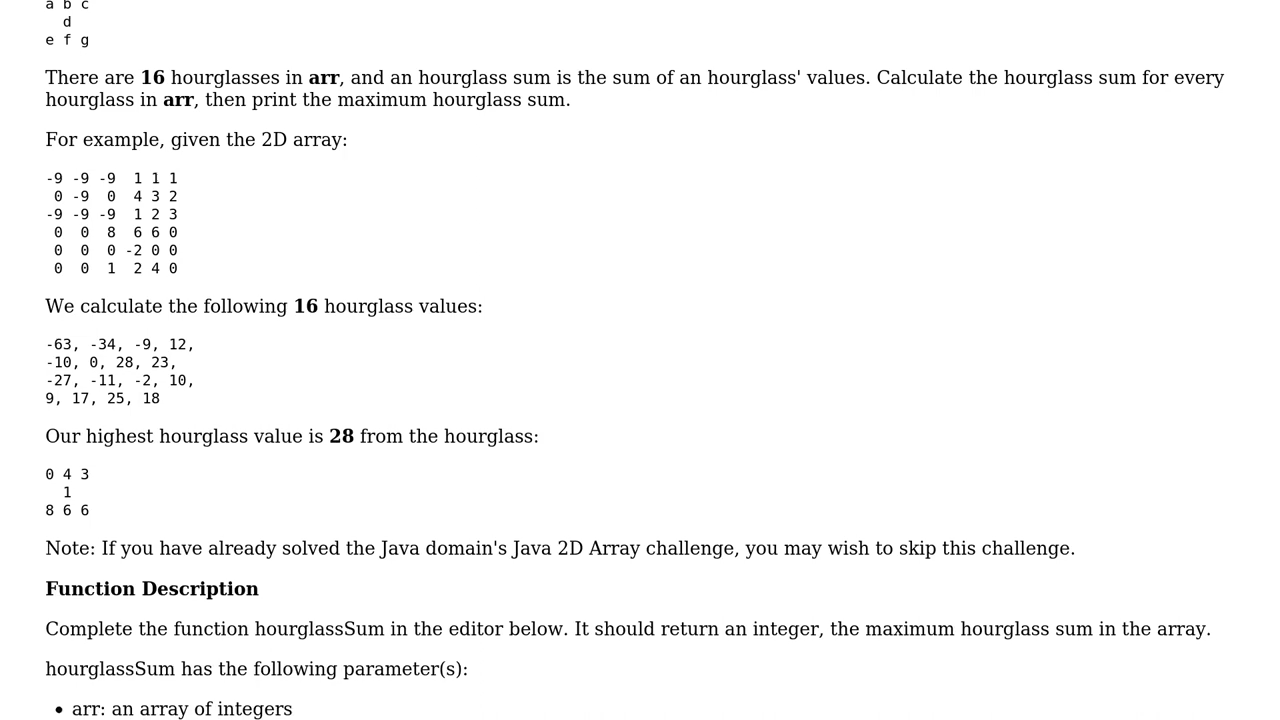 a b c
  d
e f g
There are 16 hourglasses in arr, and an hourglass sum is the sum of an hourglass' values. Calculate the hourglass sum for every
hourglass in arr, then print the maximum hourglass sum.
For example, given the 2D array:
-9 -9 -9  1 1 1
 0 -9  0  4 3 2
-9 -9 -9  1 2 3
 0  0  8  6 6 0
 0  0  0 -2 0 0
 0  0  1  2 4 0
We calculate the following 16 hourglass values:
-63, -34, -9, 12,
-10, 0, 28, 23,
-27, -11, -2, 10,
9, 17, 25, 18
Our highest hourglass value is 28 from the hourglass:
0 4 3
  1
8 6 6
Note: If you have already solved the Java domain's Java 2D Array challenge, you may wish to skip this challenge.
Function Description
Complete the function hourglassSum in the editor below. It should return an integer, the maximum hourglass sum in the array.
hourglassSum has the following parameter(s):
• arr: an array of integers